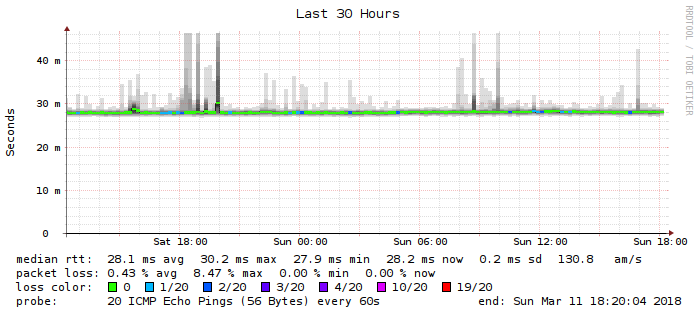 Last 30 Hours
RRDTOOL / TOBI OETIKER
Seconds
40 m
30 m
20 m
10 m
0
Sat 18:00 Sun 00:00 Sun 06:00 Sun 12:00 Sun 18:00
median rtt: 28.1 ms avg 30.2 ms max 27.9 ms min 28.2 ms now 0.2 ms sd 130.8 am/s
packet loss: 0.43 % avg 8.47 % max 0.00 % min 0.00 % now
loss color: 0 1/20 2/20 3/20 4/20 10/20 19/20
probe: 20 ICMP Echo Pings (56 Bytes) every 60s end: Sun Mar 11 18:20:04 2018